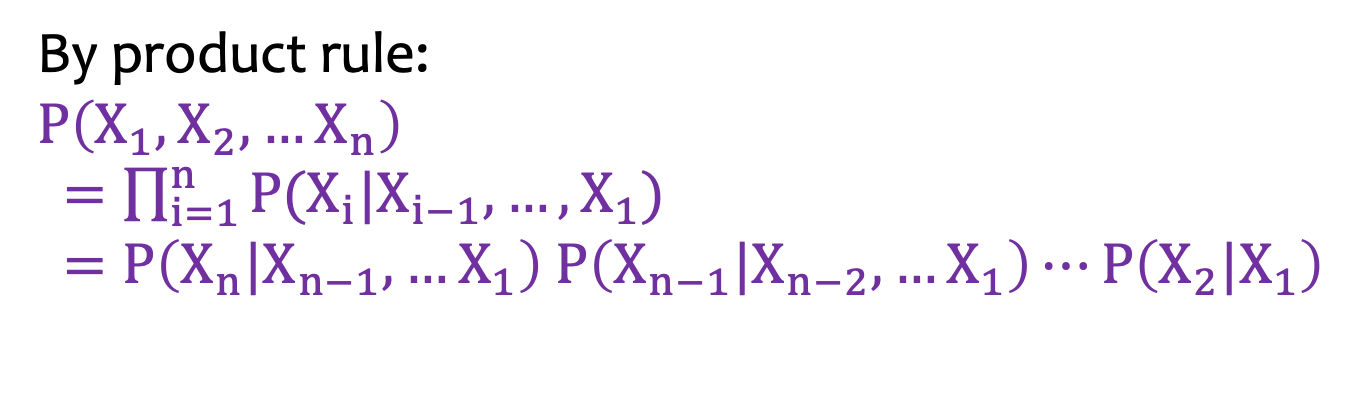 By product rule:
P(X₁, X₂, … Xₙ)
= ∏ⁿᵢ₌₁ P(Xᵢ|Xᵢ₋₁, … , X₁)
= P(Xₙ|Xₙ₋₁, … X₁) P(Xₙ₋₁|Xₙ₋₂, … X₁) ⋯ P(X₂|X₁)